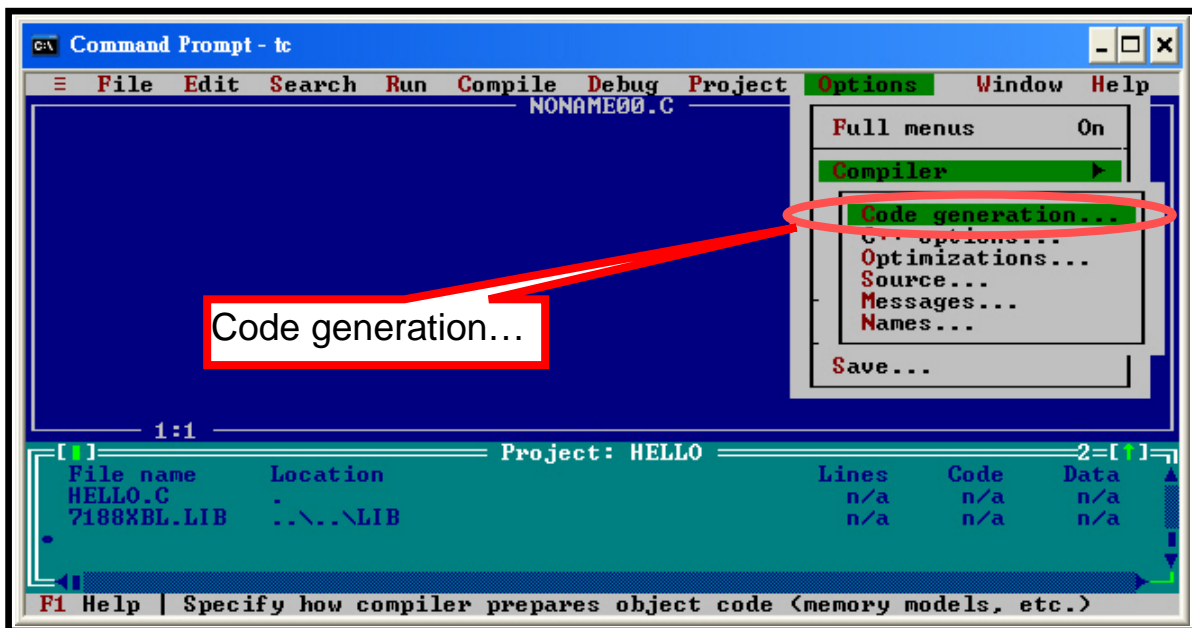 Command Prompt - tc
≡ File Edit Search Run Compile Debug Project Options Window Help
NONAME00.C
Full menus On
Compiler ►
Code generation...
C++ options...
Optimizations...
Source...
Messages...
Names...
Save...
Code generation…
1:1
Project: HELLO 2=[↑]
File name Location Lines Code Data
HELLO.C . n/a n/a n/a
7188XBL.LIB ..\..\LIB n/a n/a n/a
F1 Help | Specify how compiler prepares object code (memory models, etc.)